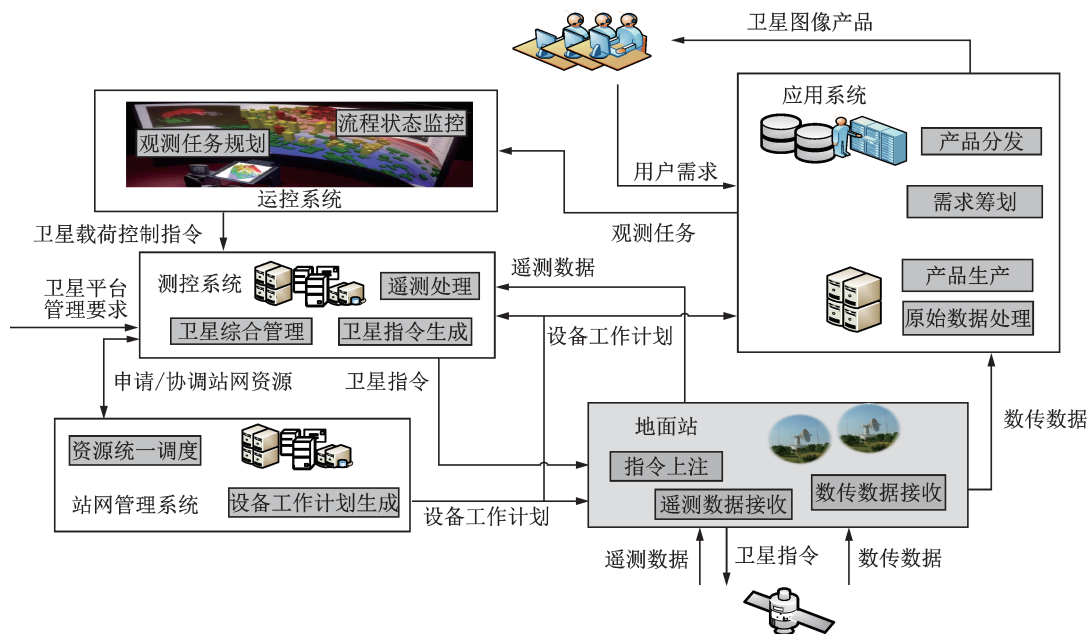 卫星图像产品
应用系统
产品分发
需求筹划
产品生产
原始数据处理
流程状态监控
观测任务规划
运控系统
用户需求
观测任务
卫星载荷控制指令
测控系统
遥测处理
卫星综合管理
卫星指令生成
卫星平台
管理要求
遥测数据
设备工作计划
申请/协调站网资源
卫星指令
资源统一调度
站网管理系统
设备工作计划生成
设备工作计划
地面站
指令上注
遥测数据接收
数传数据接收
数传数据
遥测数据
卫星指令
数传数据